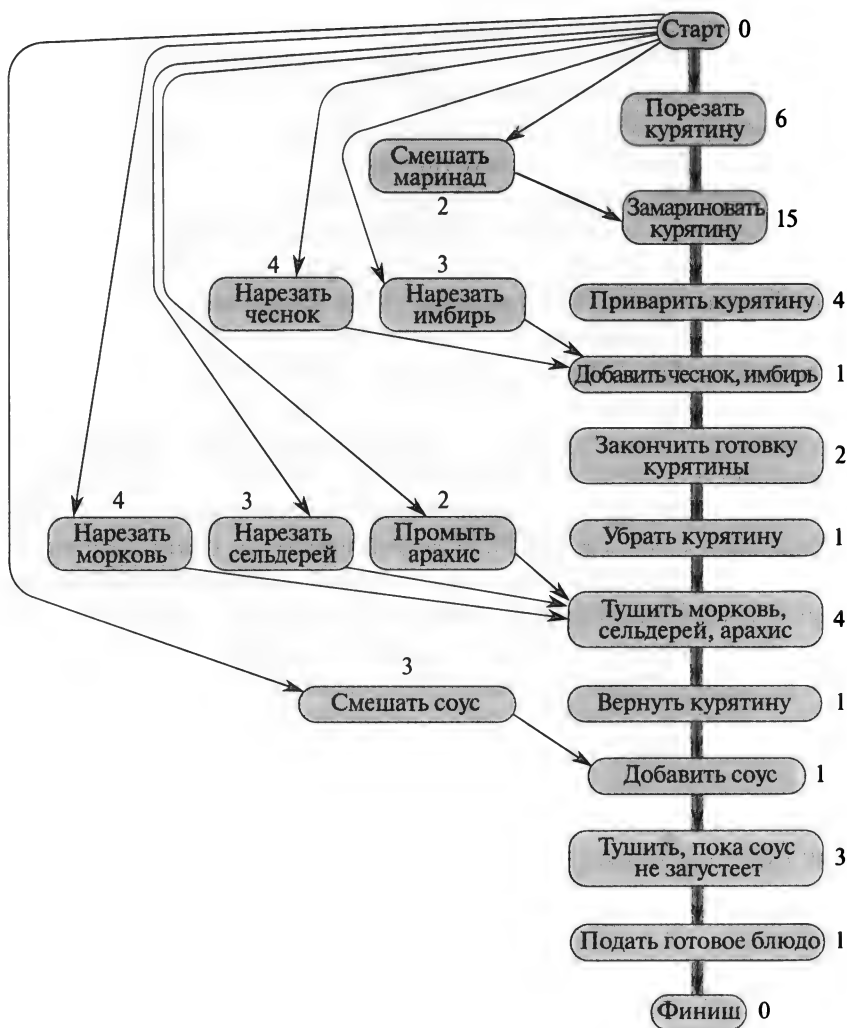 Старт 0
Порезать
курятину
6
Смешать
маринад
2
Замариновать
курятину
15
4
Нарезать
чеснок
3
Нарезать
имбирь
Приварить курятину 4
Добавить чеснок, имбирь 1
Закончить готовку
курятины
2
4
Нарезать
морковь
3
Нарезать
сельдерей
2
Промыть
арахис
Убрать курятину 1
Тушить морковь,
сельдерей, арахис
4
3
Смешать соус
Вернуть курятину 1
Добавить соус 1
Тушить, пока соус
не загустеет
3
Подать готовое блюдо 1
Финиш 0